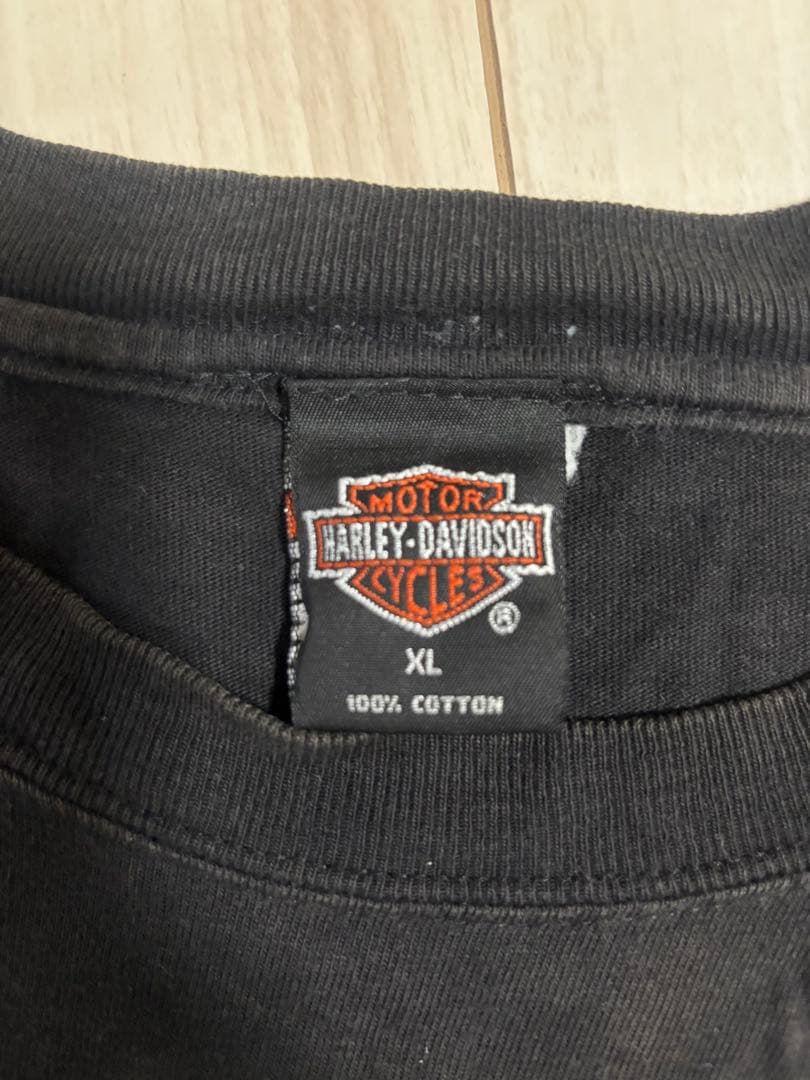 MOTOR
HARLEY-DAVIDSON
CYCLES
®
XL
100% COTTON